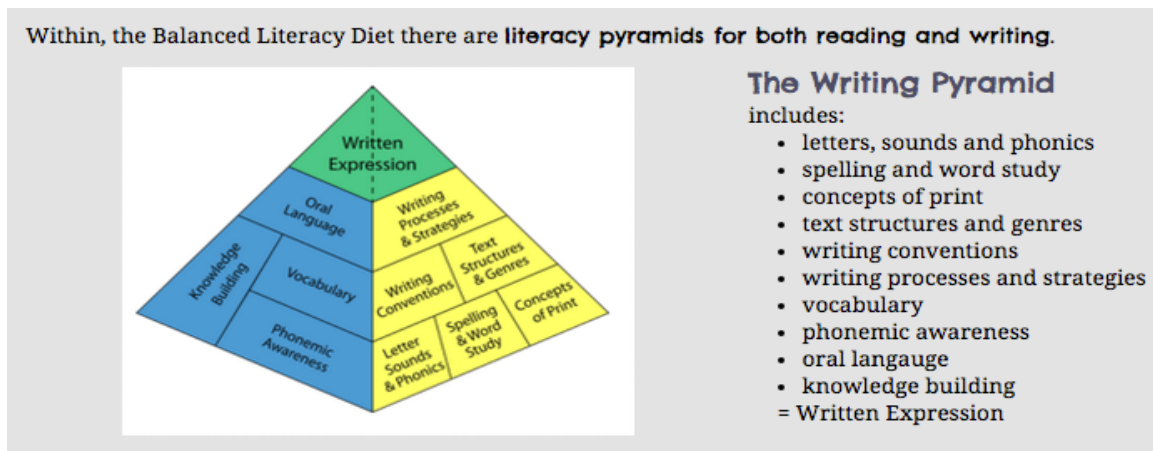 Within, the Balanced Literacy Diet there are literacy pyramids for both reading and writing.
Written
Expression
Oral
Language
Knowledge
Building
Vocabulary
Phonemic
Awareness
Writing
Processes
& Strategies
Writing
Conventions
Text
Structures
& Genres
Letter
Sounds
& Phonics
Spelling
& Word
Study
Concepts
of Print
The Writing Pyramid
includes:
• letters, sounds and phonics
• spelling and word study
• concepts of print
• text structures and genres
• writing conventions
• writing processes and strategies
• vocabulary
• phonemic awareness
• oral langauge
• knowledge building
= Written Expression